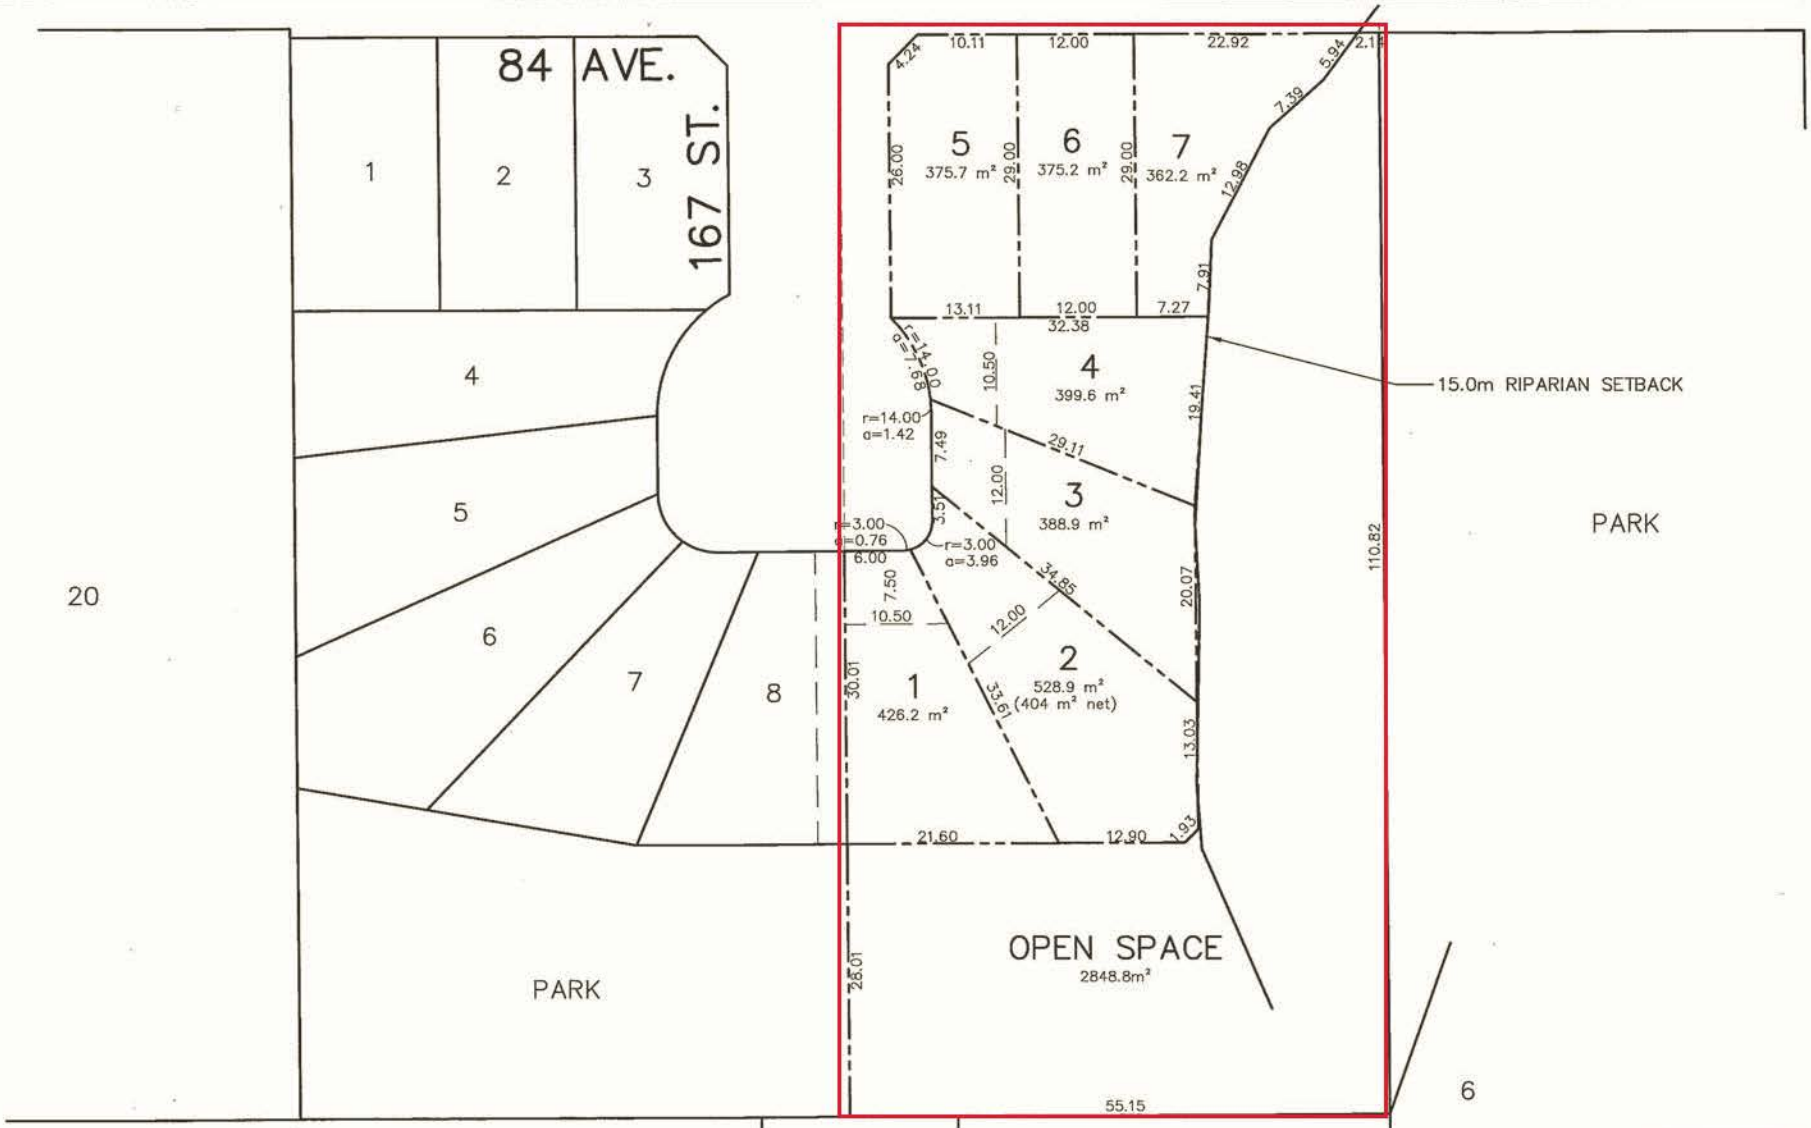 84 AVE.
167 ST.
1
2
3
4
5
6
7
8
20
PARK
4.24
10.11
12.00
22.92
2.14
5.94
7.39
12.98
7.91
26.00
5
375.7 m²
29.00
6
375.2 m²
29.00
7
362.2 m²
13.11
12.00
7.27
32.38
r=14.00
a=7.68
10.50
4
399.6 m²
19.41
15.0m RIPARIAN SETBACK
r=14.00
a=1.42
7.49
29.11
12.00
3
388.9 m²
3.51
r=3.00
a=0.76
r=3.00
a=3.96
6.00
7.50
10.50
34.85
12.00
20.07
110.82
PARK
30.01
1
426.2 m²
33.61
2
528.9 m²
(404 m² net)
13.03
21.60
12.90
1.93
28.01
OPEN SPACE
2848.8m²
55.15
6